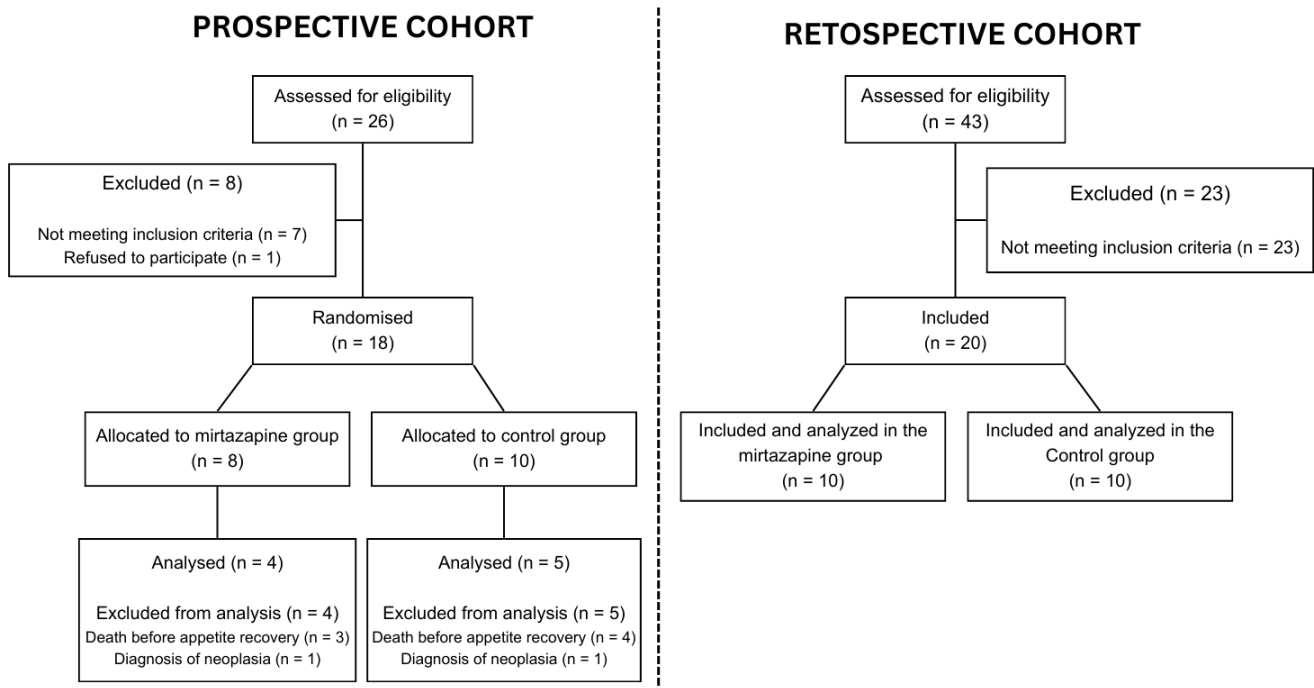 PROSPECTIVE COHORT
Assessed for eligibility
(n = 26)
Excluded (n = 8)
Not meeting inclusion criteria (n = 7)
Refused to participate (n = 1)
Randomised
(n = 18)
Allocated to mirtazapine group
(n = 8)
Allocated to control group
(n = 10)
Analysed (n = 4)
Excluded from analysis (n = 4)
Death before appetite recovery (n = 3)
Diagnosis of neoplasia (n = 1)
Analysed (n = 5)
Excluded from analysis (n = 5)
Death before appetite recovery (n = 4)
Diagnosis of neoplasia (n = 1)
RETOSPECTIVE COHORT
Assessed for eligibility
(n = 43)
Excluded (n = 23)
Not meeting inclusion criteria (n = 23)
Included
(n = 20)
Included and analyzed in the
mirtazapine group
(n = 10)
Included and analyzed in the
Control group
(n = 10)